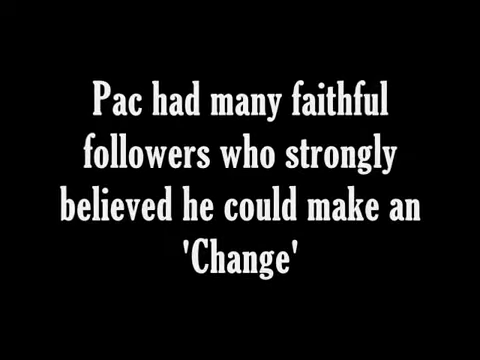 Pac had many faithful
followers who strongly
believed he could make an
'Change'